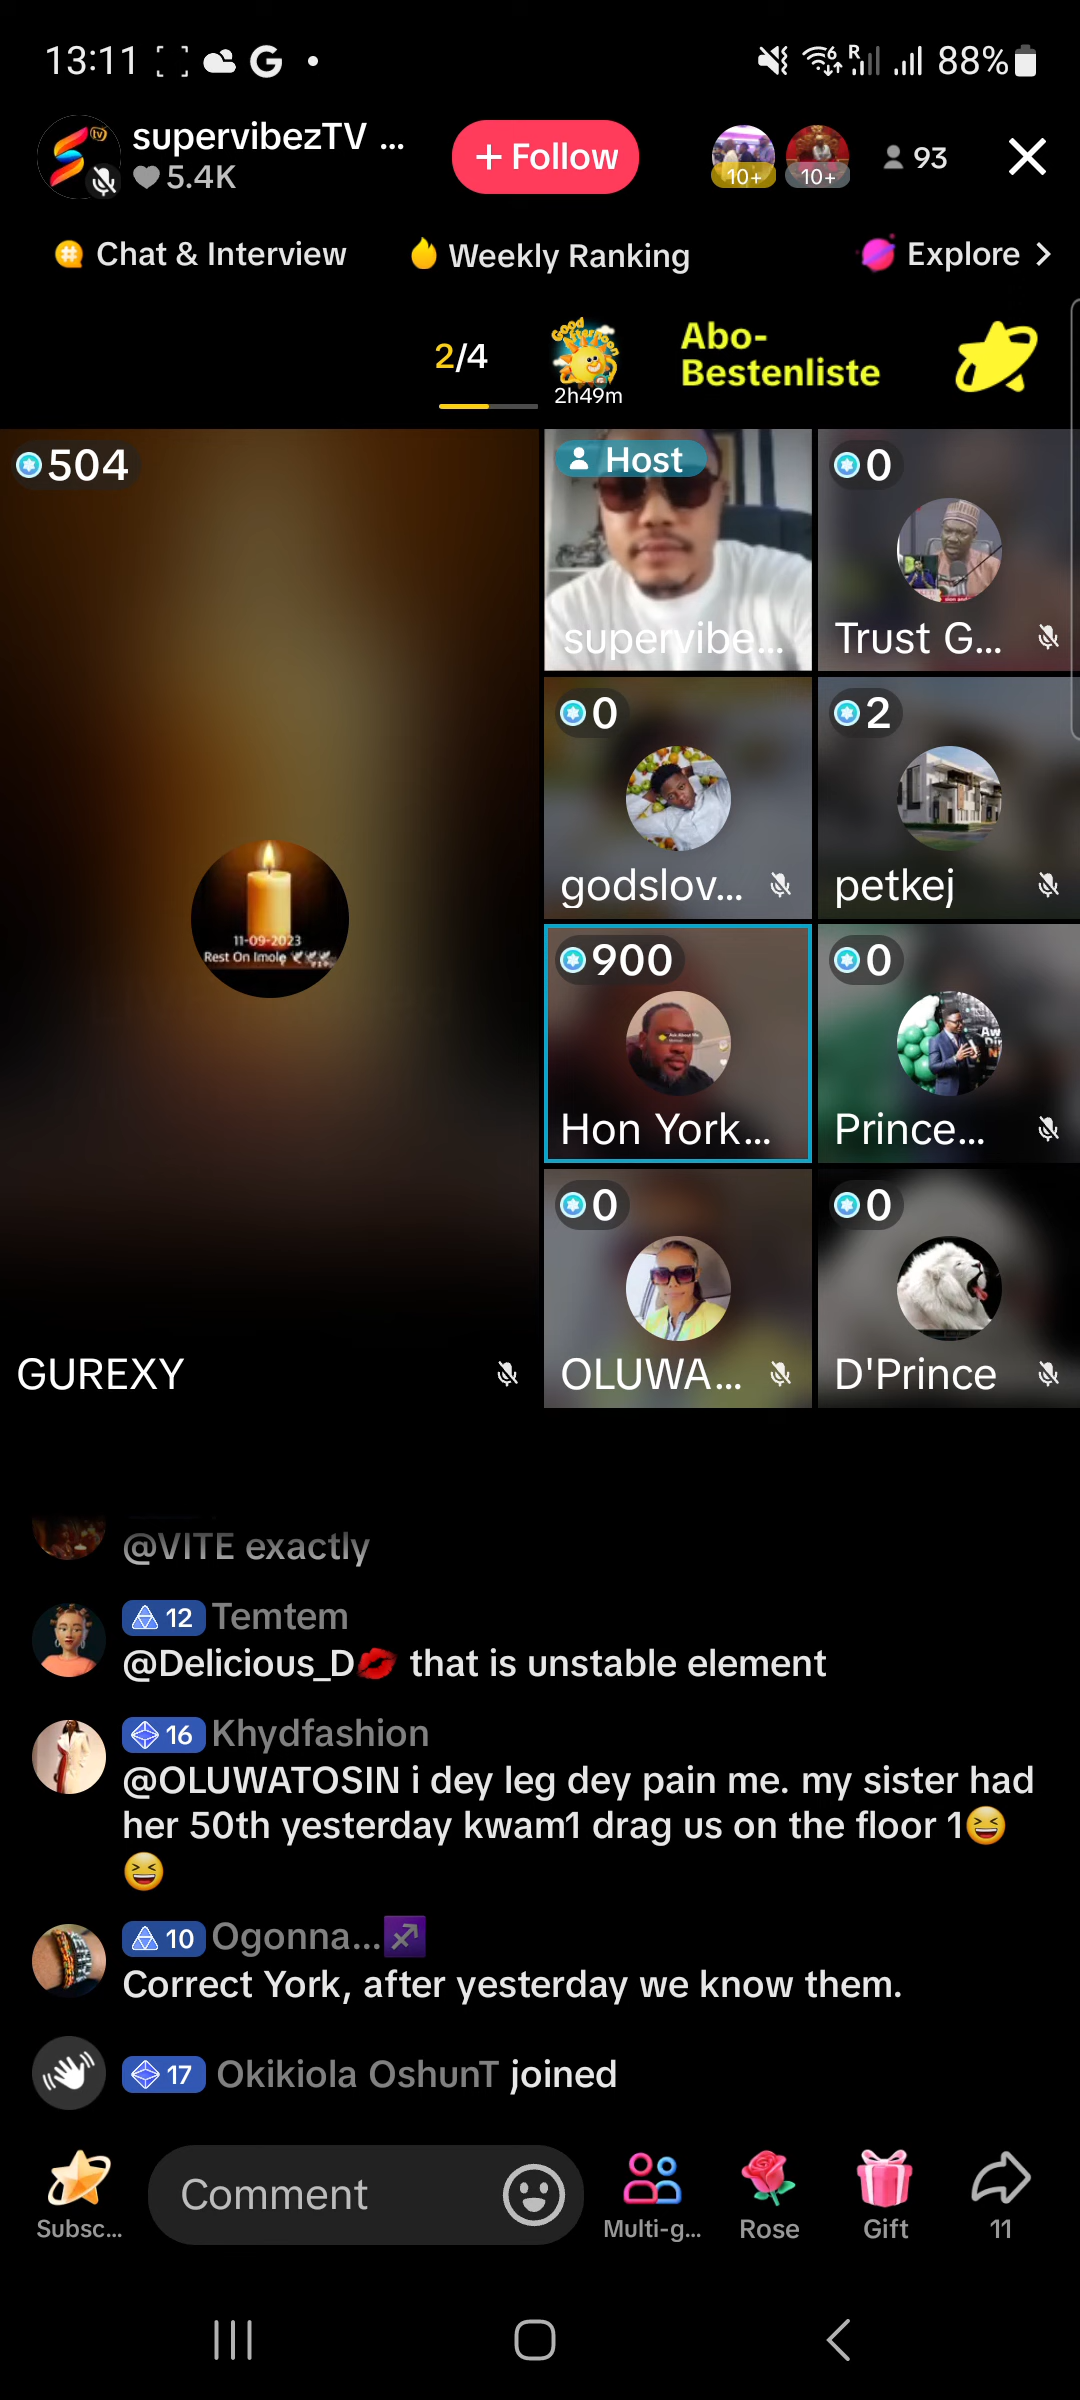 13:11
R
88%
supervibezTV ...
tv
5.4K
+ Follow
10+
10+
93
Chat & Interview
Weekly Ranking
Explore
2/4
Good Afternoon
2h49m
Abo-
Bestenliste
504
Host
supervibe...
0
Trust G...
0
godslov...
2
petkej
11-09-2023
Rest On Imolẹ
900
Hon York...
0
Prince...
GUREXY
0
OLUWA...
0
D'Prince
@VITE exactly
12 Temtem
@Delicious_D💋 that is unstable element
16 Khydfashion
@OLUWATOSIN i dey leg dey pain me. my sister had
her 50th yesterday kwam1 drag us on the floor 1😆
😆
10 Ogonna...♐
Correct York, after yesterday we know them.
17 Okikiola OshunT joined
Comment
Subsc...
Multi-g...
Rose
Gift
11